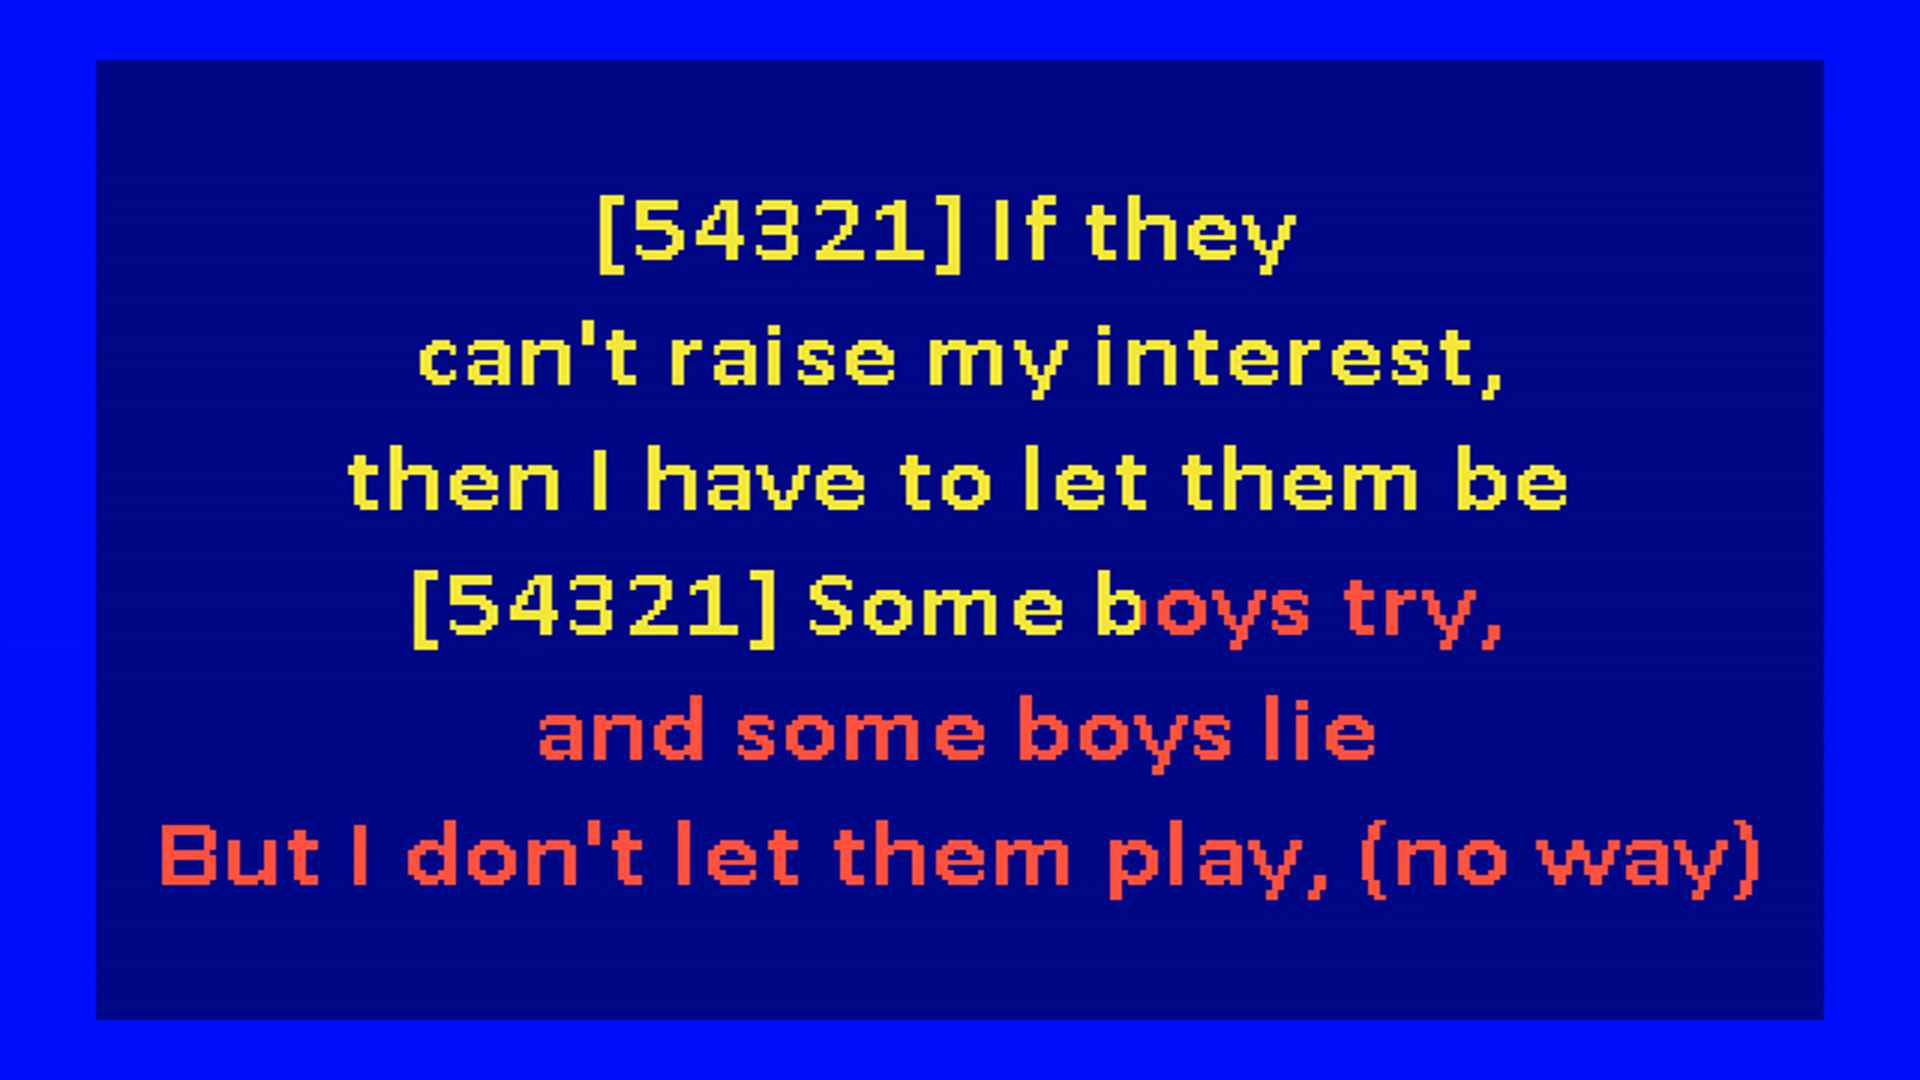 [54321] If they
can't raise my interest,
then I have to let them be
[54321] Some boys try,
and some boys lie
But I don't let them play, (no way)